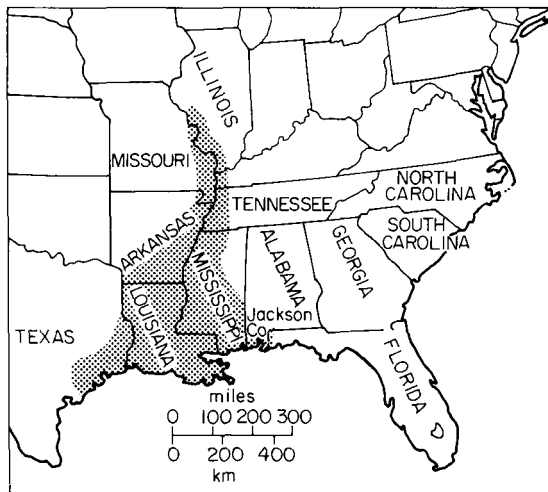 ILLINOIS
MISSOURI
NORTH
CAROLINA
TENNESSEE
SOUTH
CAROLINA
ARKANSAS
ALABAMA
GEORGIA
MISSISSIPPI
LOUISIANA
Jackson
Co.
TEXAS
FLORIDA
miles
0 100 200 300
0 200 400
km